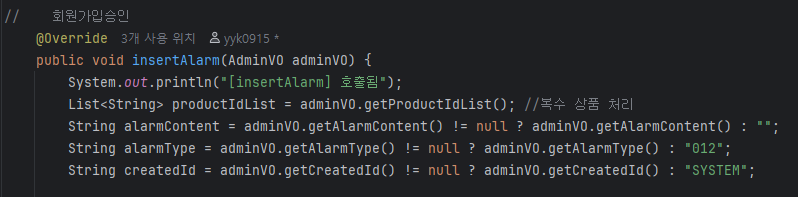 // 회원가입승인
@Override 3개 사용 위치 yyk0915 *
public void insertAlarm(AdminVO adminVO) {
System.out.println("[insertAlarm] 호출됨");
List<String> productIdList = adminVO.getProductIdList(); //복수 상품 처리
String alarmContent = adminVO.getAlarmContent() != null ? adminVO.getAlarmContent() : "";
String alarmType = adminVO.getAlarmType() != null ? adminVO.getAlarmType() : "012";
String createdId = adminVO.getCreatedId() != null ? adminVO.getCreatedId() : "SYSTEM";